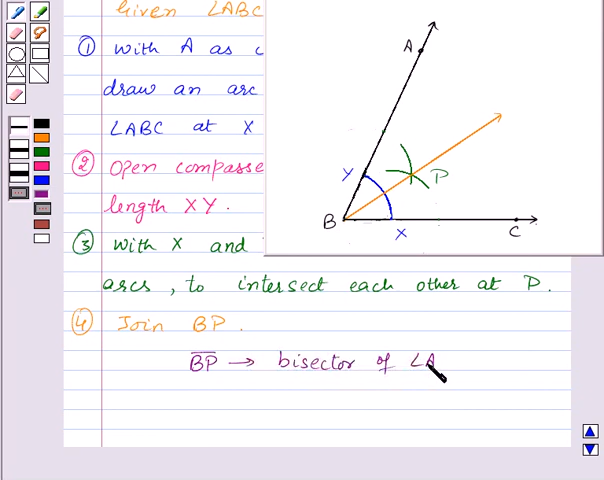 Given ∠ABC
① With A as c
draw an arc
∠ABC at X
② Open compasse
length XY.
③ With X and
arcs, to intersect each other at P.
④ Join BP.
BP → bisector of ∠A
A
Y
P
B
X
C